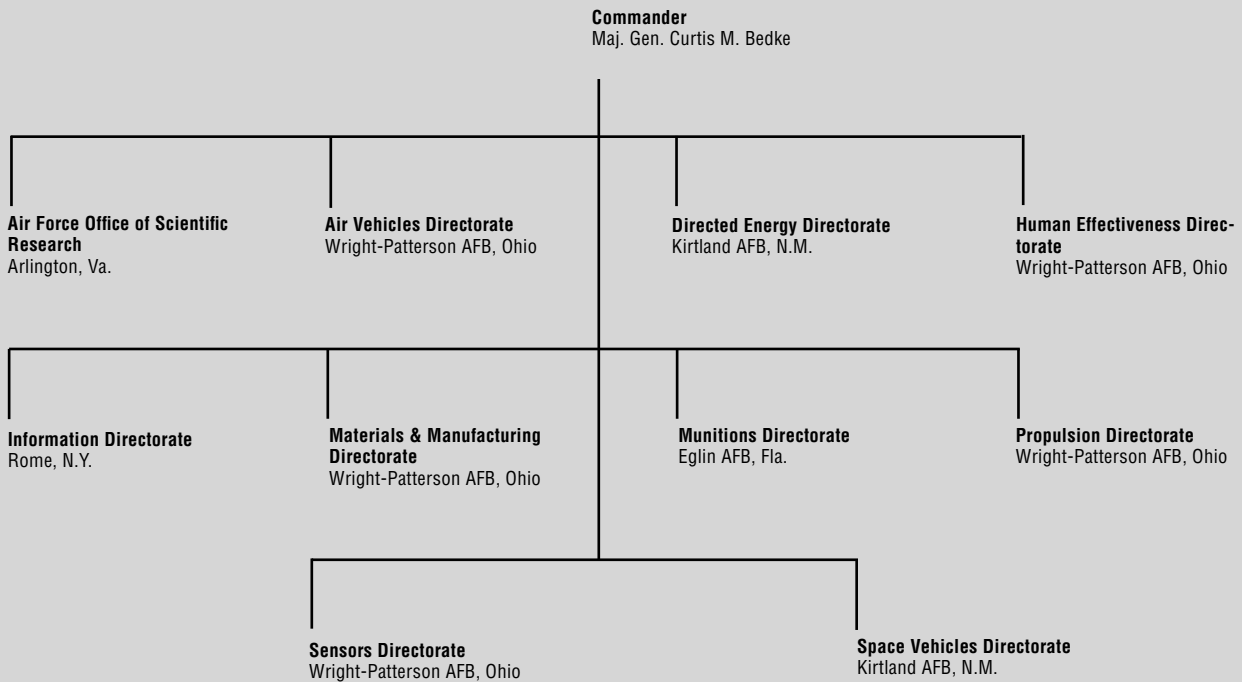 Commander
Maj. Gen. Curtis M. Bedke
Air Force Office of Scientific
Research
Arlington, Va.
Air Vehicles Directorate
Wright-Patterson AFB, Ohio
Directed Energy Directorate
Kirtland AFB, N.M.
Human Effectiveness Direc-
torate
Wright-Patterson AFB, Ohio
Information Directorate
Rome, N.Y.
Materials & Manufacturing
Directorate
Wright-Patterson AFB, Ohio
Munitions Directorate
Eglin AFB, Fla.
Propulsion Directorate
Wright-Patterson AFB, Ohio
Sensors Directorate
Wright-Patterson AFB, Ohio
Space Vehicles Directorate
Kirtland AFB, N.M.